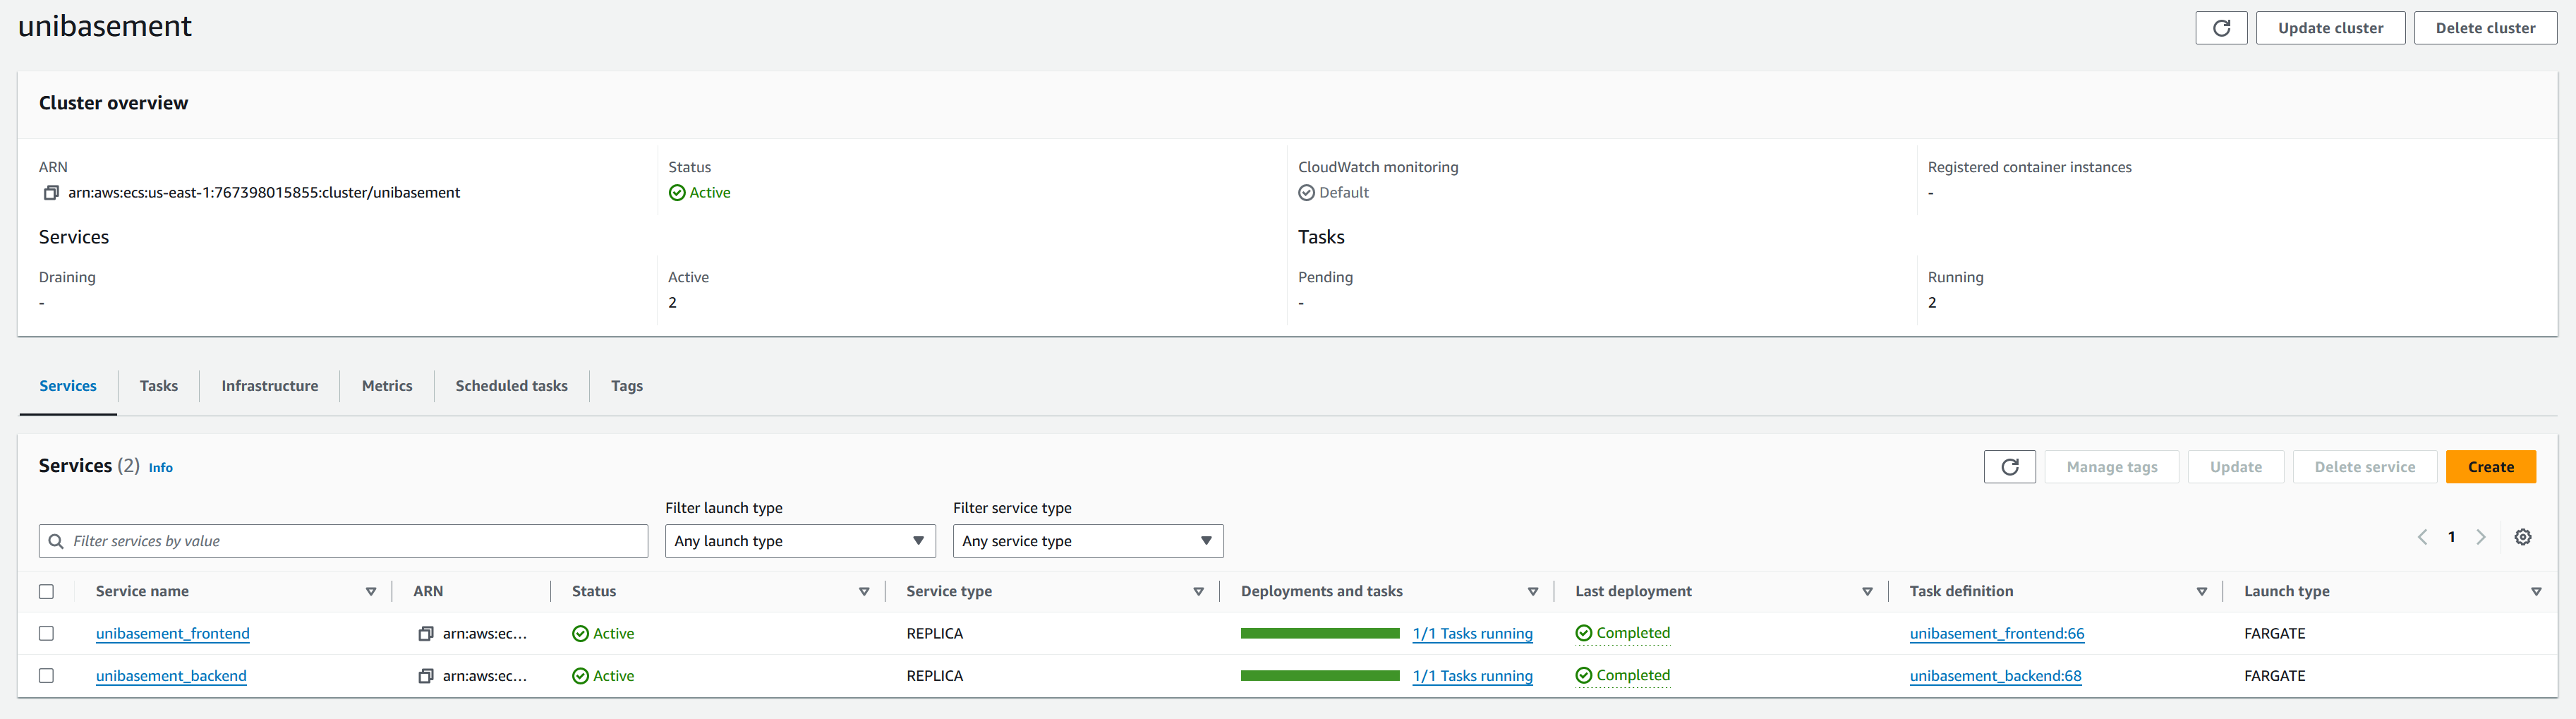 unibasement
Update cluster
Delete cluster
Cluster overview
ARN
Status
CloudWatch monitoring
Registered container instances
arn:aws:ecs:us-east-1:767398015855:cluster/unibasement
Active
Default
-
Services
Tasks
Draining
Active
Pending
Running
-
2
-
2
Services Tasks Infrastructure Metrics Scheduled tasks Tags
Services (2) Info
Manage tags
Update
Delete service
Create
Filter launch type
Filter service type
Filter services by value
Any launch type
Any service type
1
Service name ARN Status Service type Deployments and tasks Last deployment Task definition Launch type
unibasement_frontend arn:aws:ec... Active REPLICA 1/1 Tasks running Completed unibasement_frontend:66 FARGATE
unibasement_backend arn:aws:ec... Active REPLICA 1/1 Tasks running Completed unibasement_backend:68 FARGATE